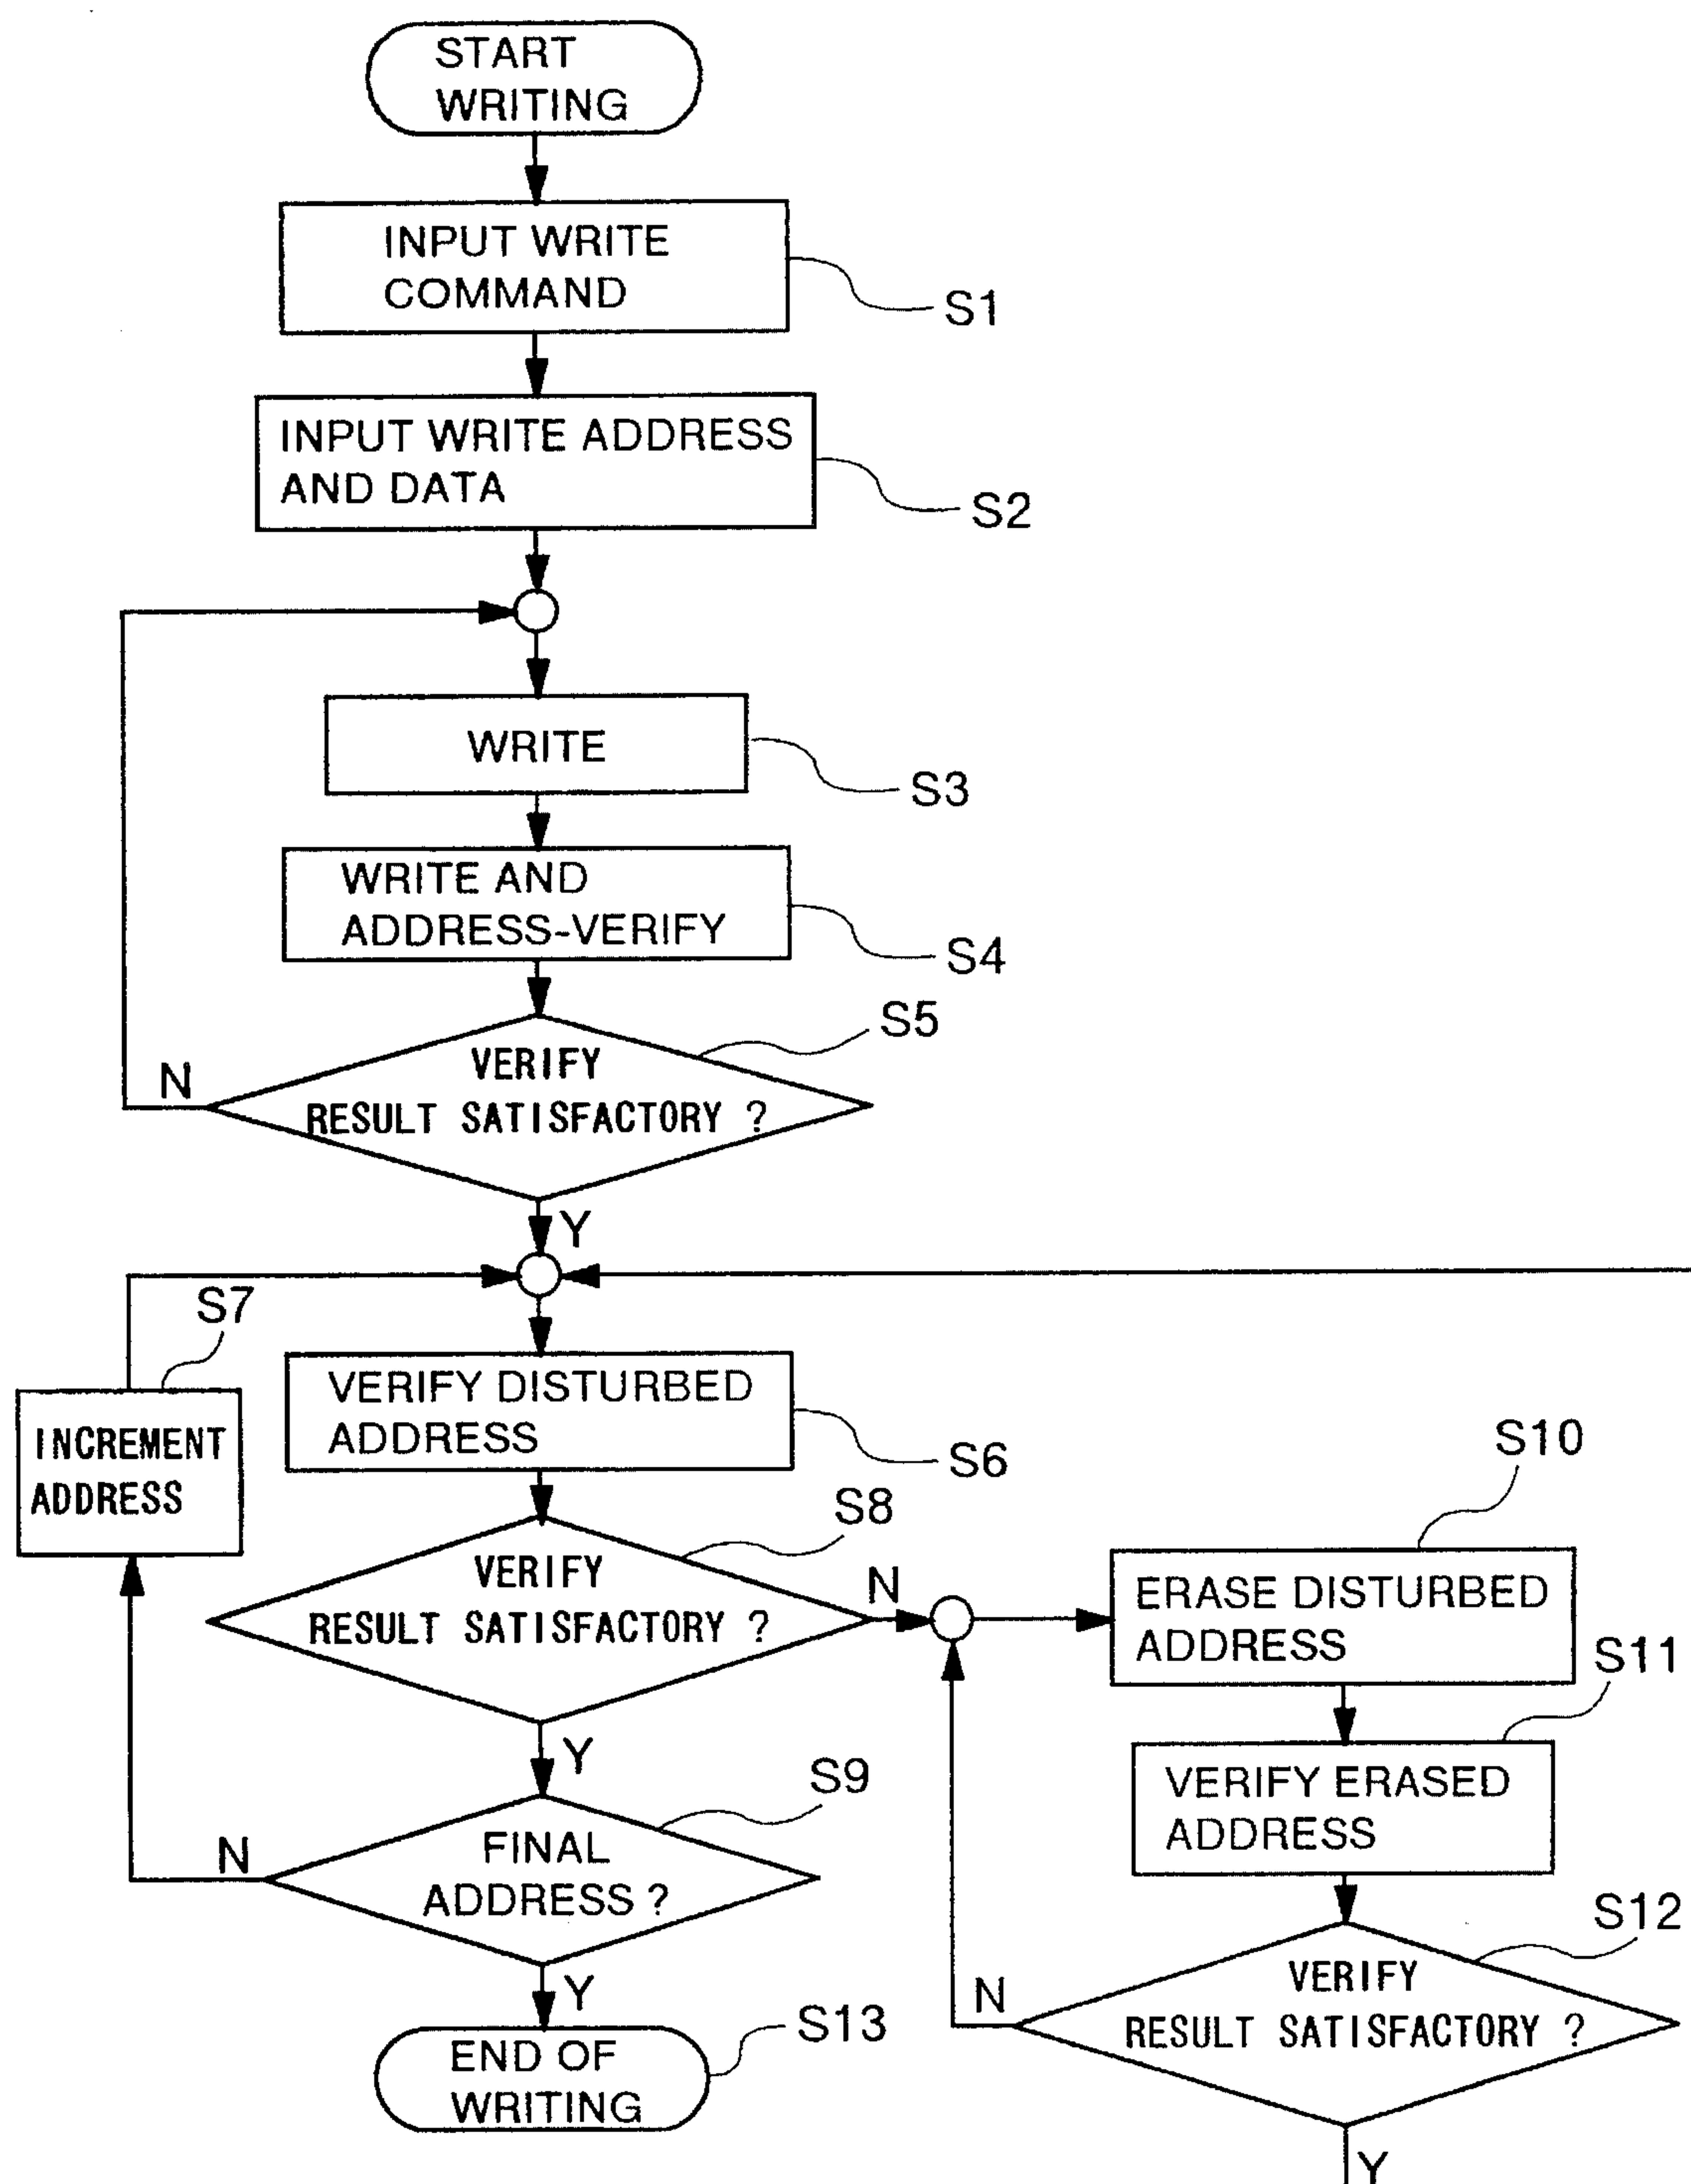 START
WRITING
INPUT WRITE
COMMAND
S1
INPUT WRITE ADDRESS
AND DATA
S2
WRITE
S3
WRITE AND
ADDRESS-VERIFY
S4
S5
VERIFY
RESULT SATISFACTORY ?
N
Y
S7
INCREMENT
ADDRESS
VERIFY DISTURBED
ADDRESS
S6
S8
VERIFY
RESULT SATISFACTORY ?
N
Y
S10
ERASE DISTURBED
ADDRESS
S11
VERIFY ERASED
ADDRESS
S9
FINAL
ADDRESS ?
N
Y
S12
VERIFY
RESULT SATISFACTORY ?
N
Y
S13
END OF
WRITING